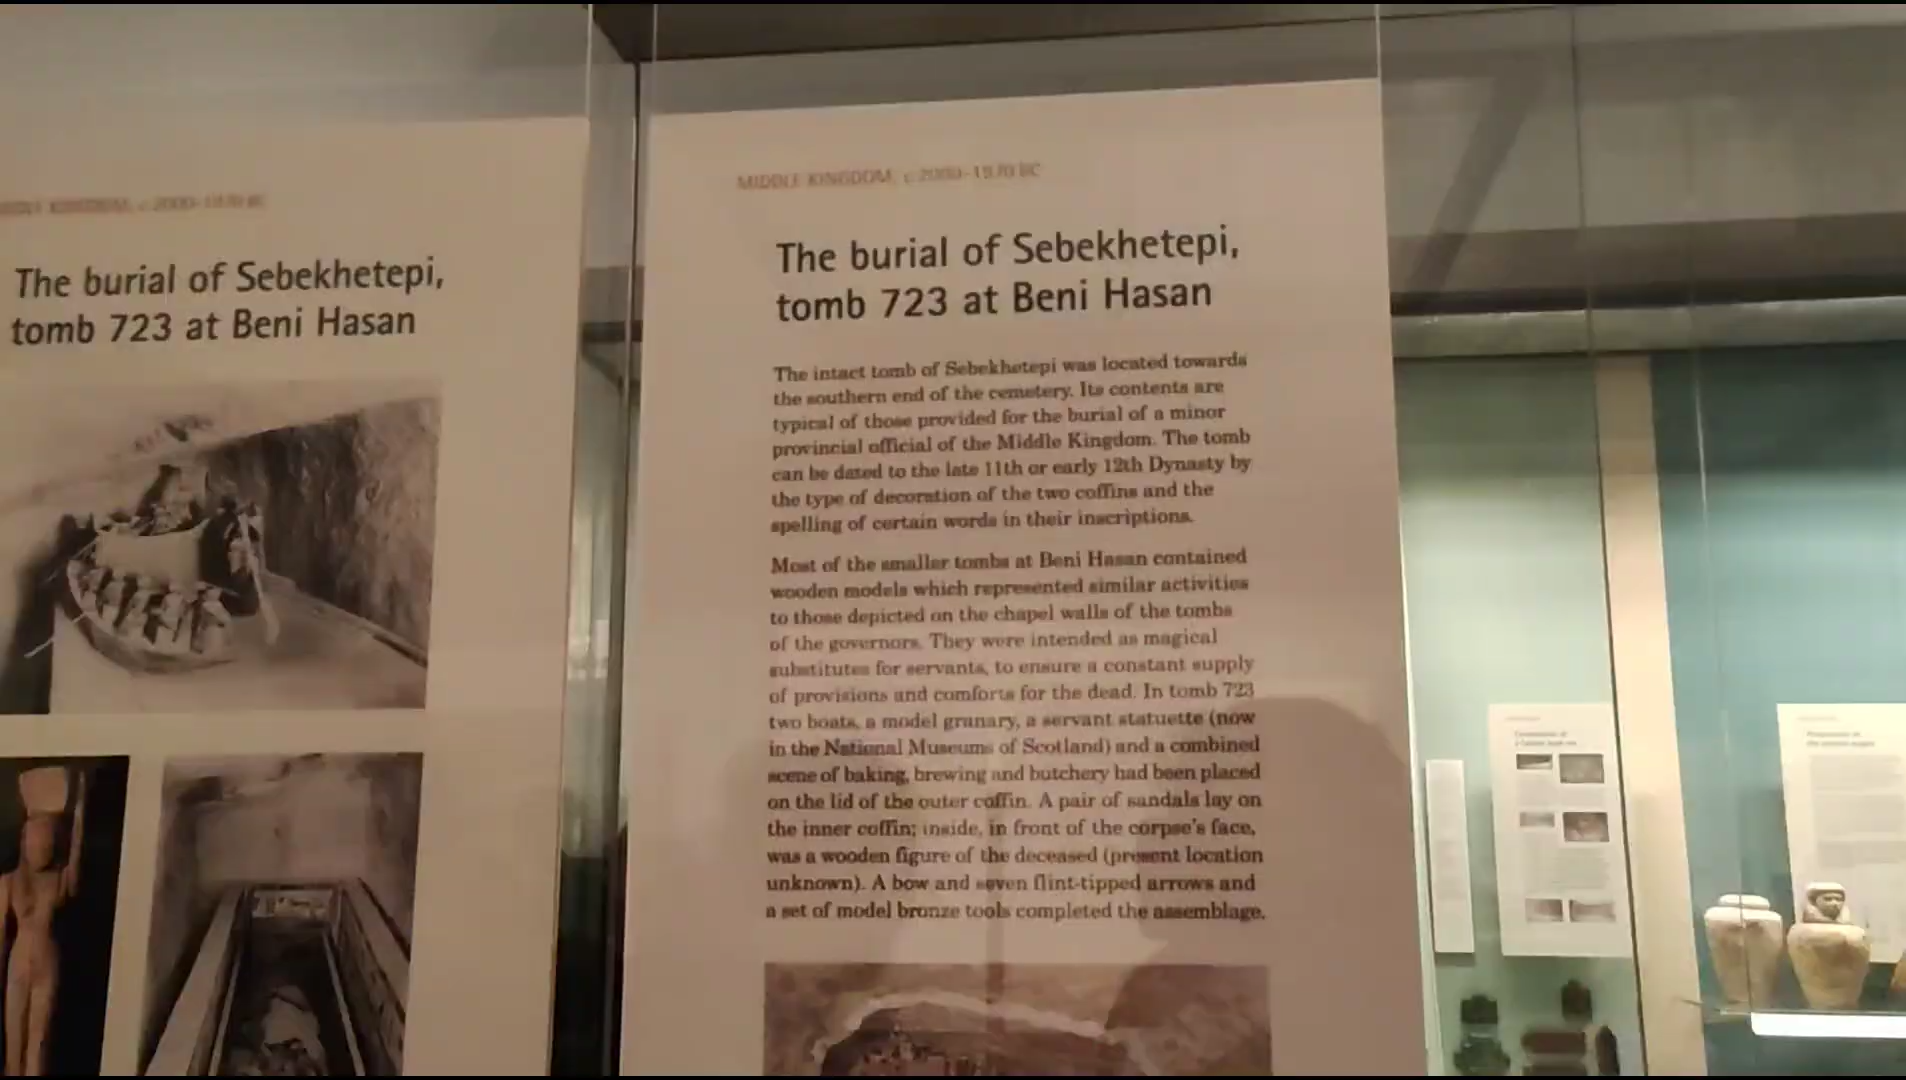 MIDDLE KINGDOM, c 2000–1970 BC
The burial of Sebekhetepi,
tomb 723 at Beni Hasan
MIDDLE KINGDOM, c 2000–1970 BC
The burial of Sebekhetepi,
tomb 723 at Beni Hasan
The intact tomb of Sebekhetepi was located towards
the southern end of the cemetery. Its contents are
typical of those provided for the burial of a minor
provincial official of the Middle Kingdom. The tomb
can be dated to the late 11th or early 12th Dynasty by
the type of decoration of the two coffins and the
spelling of certain words in their inscriptions.
Most of the smaller tombs at Beni Hasan contained
wooden models which represented similar activities
to those depicted on the chapel walls of the tombs
of the governors. They were intended as magical
substitutes for servants, to ensure a constant supply
of provisions and comforts for the dead. In tomb 723
two boats, a model granary, a servant statuette (now
in the National Museums of Scotland) and a combined
scene of baking, brewing and butchery had been placed
on the lid of the outer coffin. A pair of sandals lay on
the inner coffin; inside, in front of the corpse's face,
was a wooden figure of the deceased (present location
unknown). A bow and seven flint-tipped arrows and
a set of model bronze tools completed the assemblage.